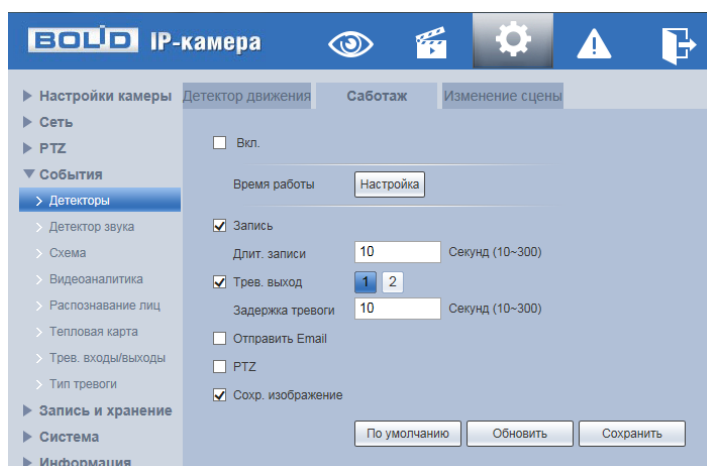 BOLID IP-камера
Настройки камеры
Сеть
PTZ
События
Детекторы
Детектор звука
Схема
Видеоаналитика
Распознавание лиц
Тепловая карта
Трев. входы/выходы
Тип тревоги
Запись и хранение
Система
Информация
Детектор движения Саботаж Изменение сцены
Вкл.
Время работы Настройка
Запись
Длит. записи 10 Секунд (10~300)
Трев. выход 1 2
Задержка тревоги 10 Секунд (10~300)
Отправить Email
PTZ
Сохр. изображение
По умолчанию Обновить Сохранить